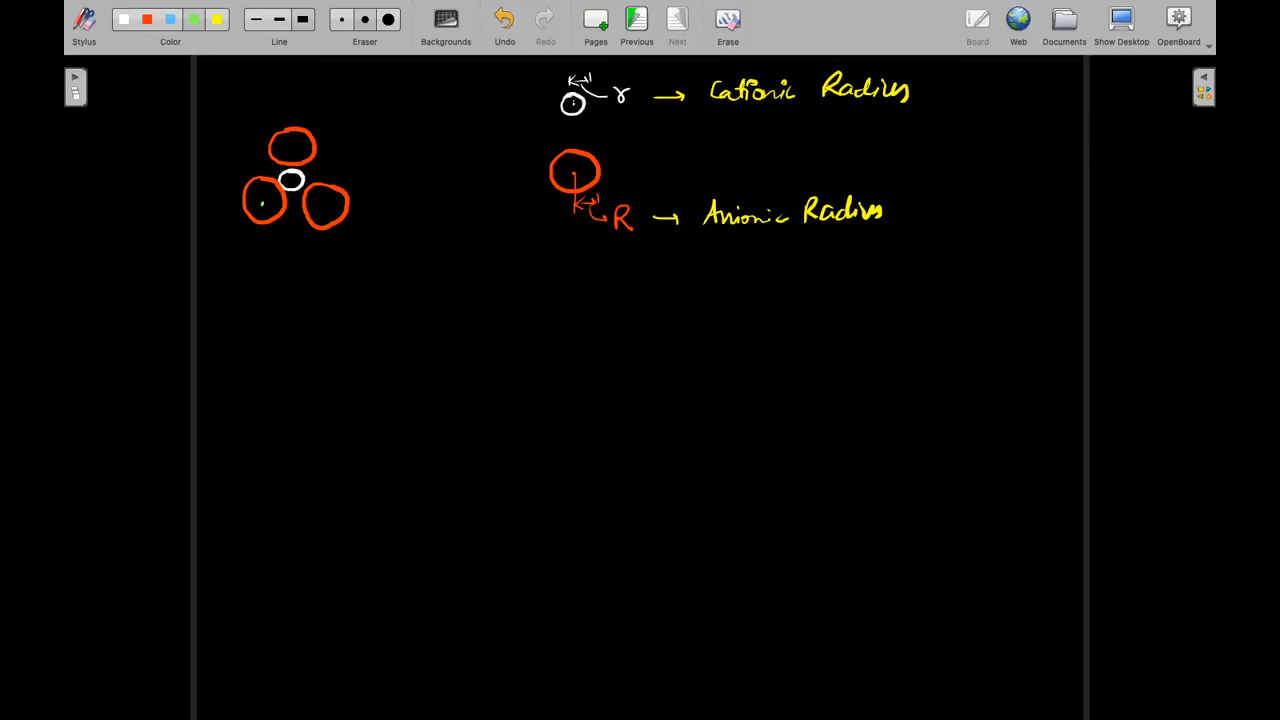 Stylus
Color
Line
Eraser
Backgrounds
Undo
Redo
Pages
Previous
Next
Erase
Board
Web
Documents
Show Desktop
OpenBoard
r → Cationic Radius
R → Anionic Radius